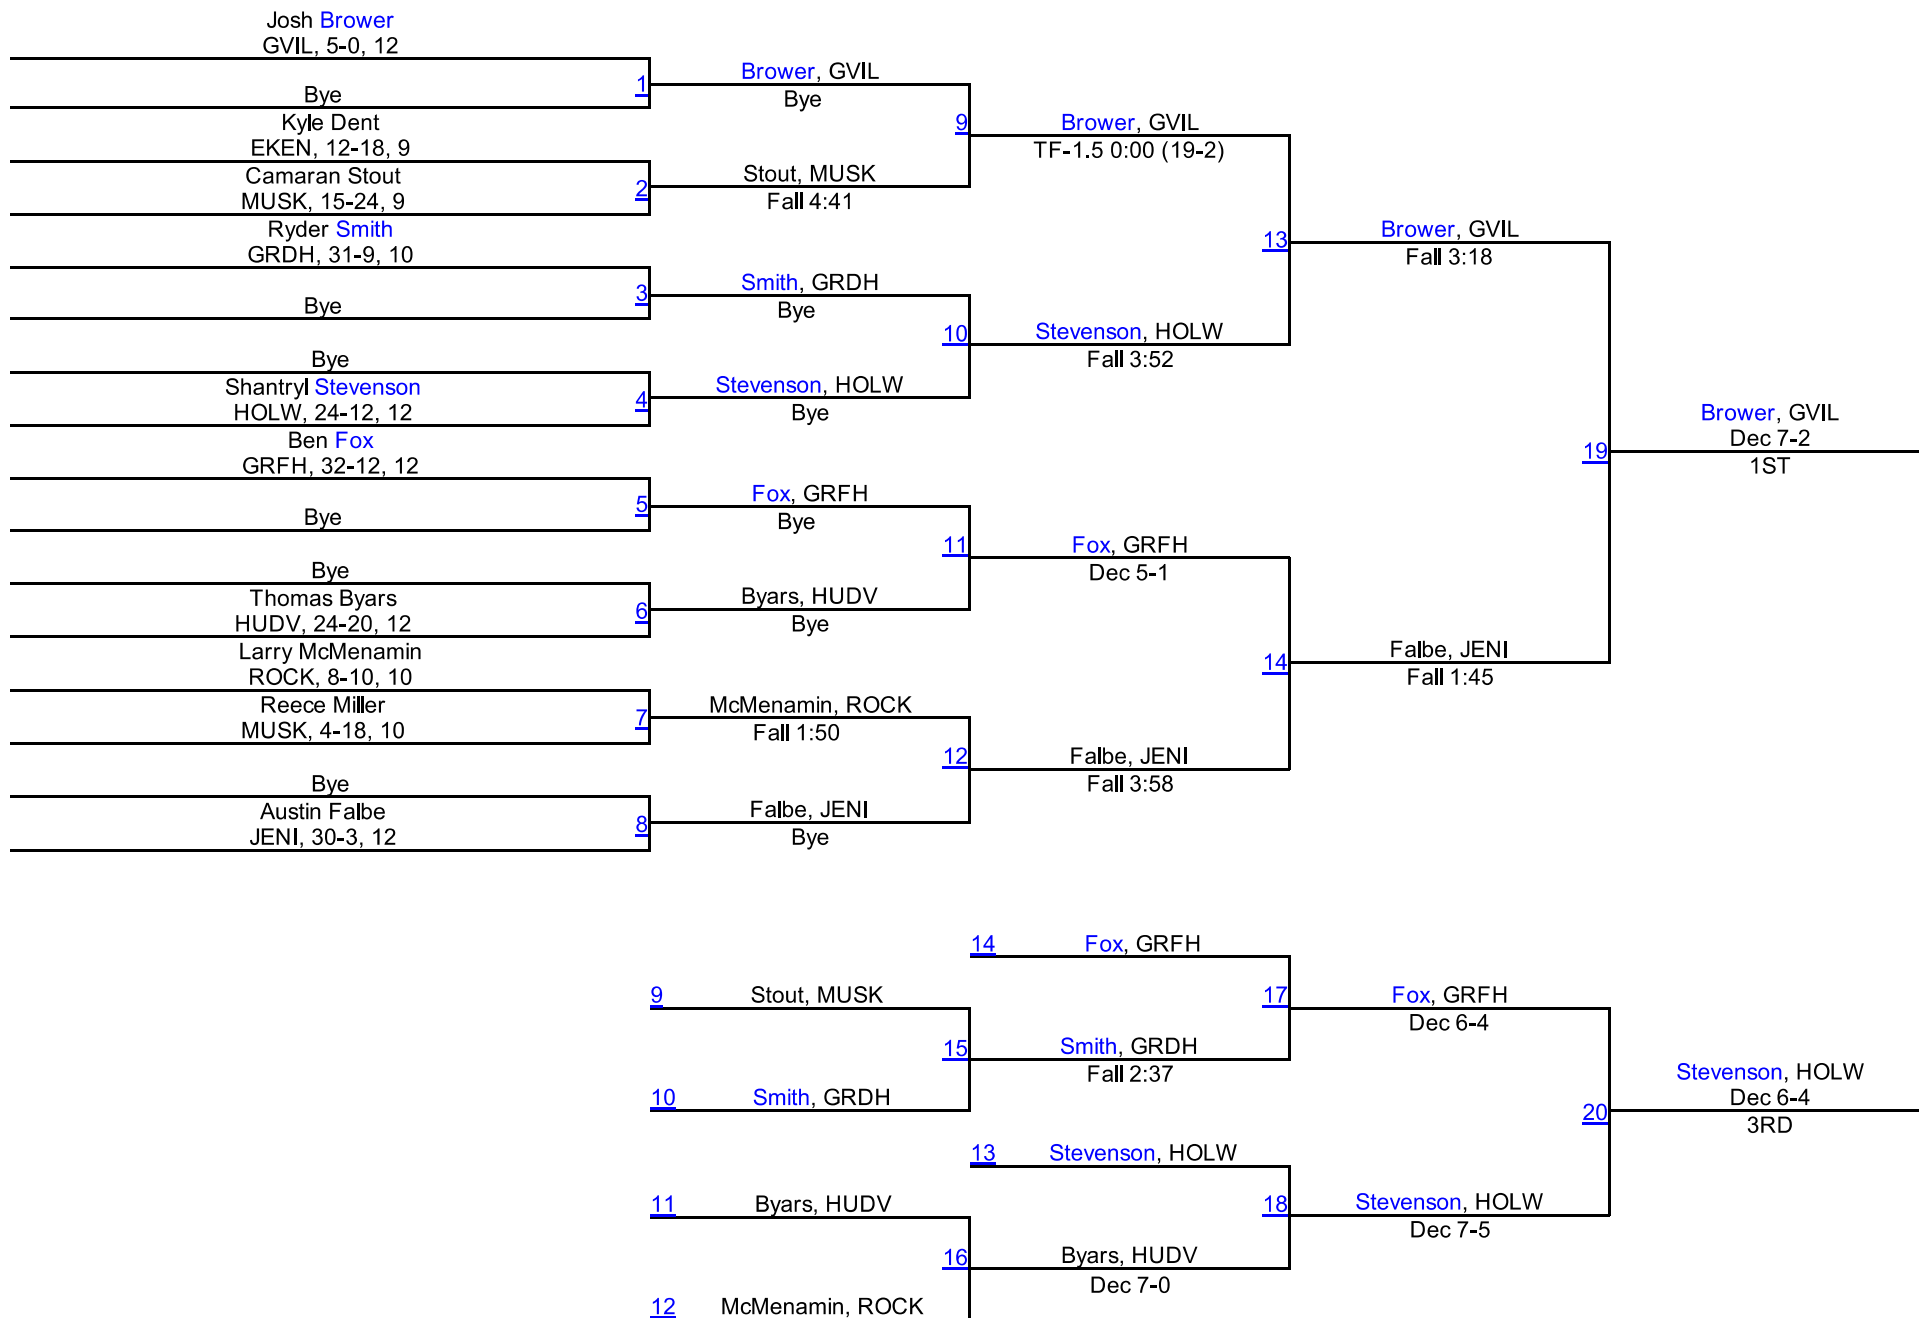 Josh Brower
GVIL, 5-0, 12
Bye
1
Kyle Dent
EKEN, 12-18, 9
Camaran Stout
MUSK, 15-24, 9
2
Ryder Smith
GRDH, 31-9, 10
Bye
3
Bye
Shantryl Stevenson
HOLW, 24-12, 12
4
Ben Fox
GRFH, 32-12, 12
Bye
5
Bye
Thomas Byars
HUDV, 24-20, 12
6
Larry McMenamin
ROCK, 8-10, 10
Reece Miller
MUSK, 4-18, 10
7
Bye
Austin Falbe
JENI, 30-3, 12
8
Brower, GVIL
Bye
9
Stout, MUSK
Fall 4:41
Smith, GRDH
Bye
10
Stevenson, HOLW
Bye
Fox, GRFH
Bye
11
Byars, HUDV
Bye
McMenamin, ROCK
Fall 1:50
12
Falbe, JENI
Bye
Brower, GVIL
TF-1.5 0:00 (19-2)
13
Stevenson, HOLW
Fall 3:52
Fox, GRFH
Dec 5-1
14
Falbe, JENI
Fall 3:58
Brower, GVIL
Fall 3:18
19
Falbe, JENI
Fall 1:45
Brower, GVIL
Dec 7-2
1ST
14 Fox, GRFH
9 Stout, MUSK
15
10 Smith, GRDH
17
Smith, GRDH
Fall 2:37
13 Stevenson, HOLW
11 Byars, HUDV
16
12 McMenamin, ROCK
18
Byars, HUDV
Dec 7-0
Fox, GRFH
Dec 6-4
20
Stevenson, HOLW
Dec 7-5
Stevenson, HOLW
Dec 6-4
3RD